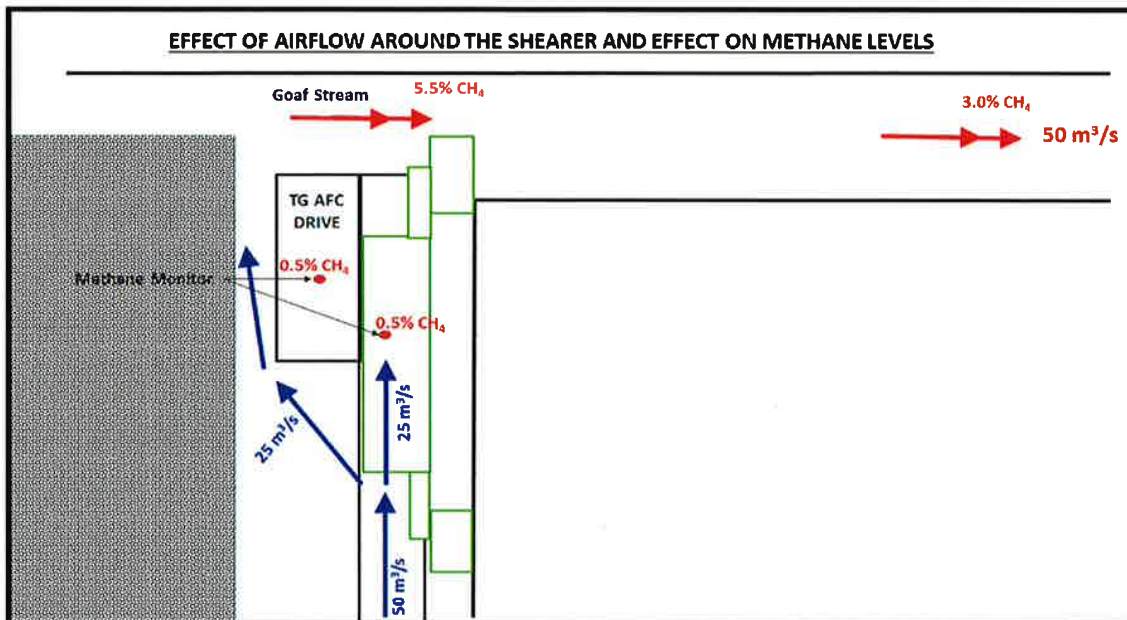 EFFECT OF AIRFLOW AROUND THE SHEARER AND EFFECT ON METHANE LEVELS
Goaf Stream
5.5% CH₄
3.0% CH₄
50 m³/s
TG AFC
DRIVE
0.5% CH₄
Methane Monitor
0.5% CH₄
25 m³/s
25 m³/s
50 m³/s